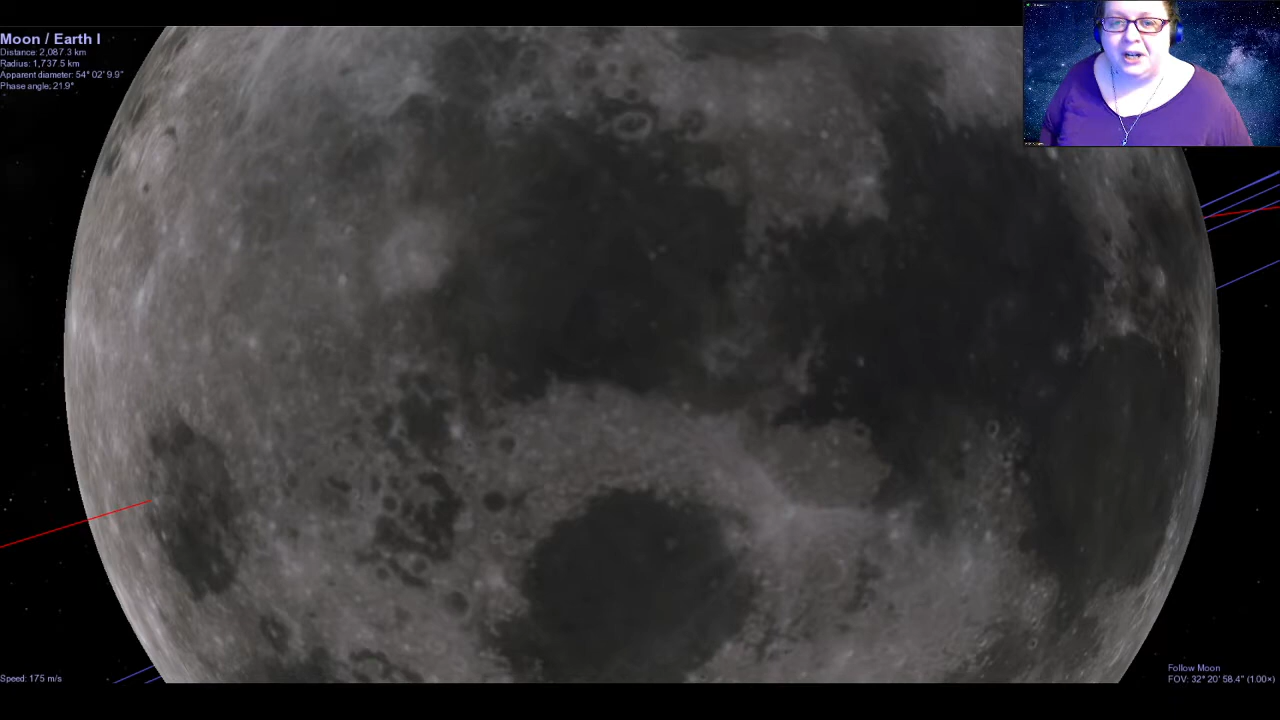 Moon / Earth I
Distance: 2,087.3 km
Radius: 1,737.5 km
Apparent diameter: 54° 02' 9.9"
Phase angle: 21.9°
Speed: 175 m/s
Follow Moon
FOV: 32° 20' 58.4" (1.00×)